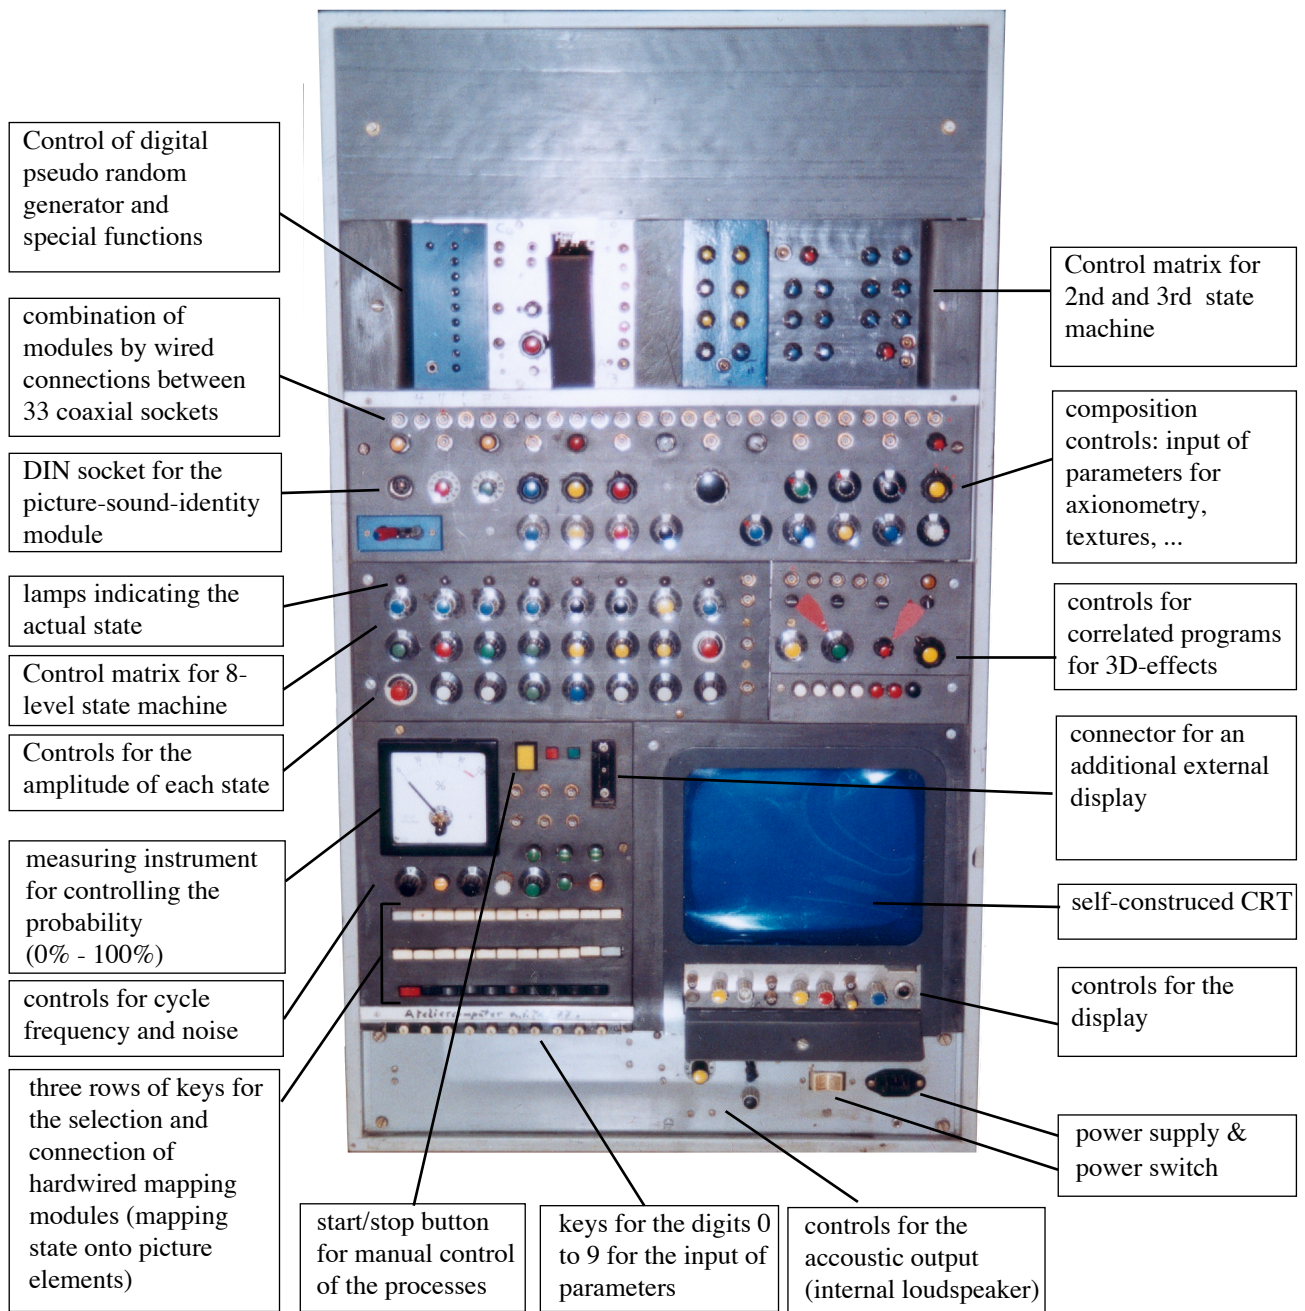 Control of digital
pseudo random
generator and
special functions
combination of
modules by wired
connections between
33 coaxial sockets
DIN socket for the
picture-sound-identity
module
lamps indicating the
actual state
Control matrix for 8-
level state machine
Controls for the
amplitude of each state
measuring instrument
for controlling the
probability
(0% - 100%)
controls for cycle
frequency and noise
three rows of keys for
the selection and
connection of
hardwired mapping
modules (mapping
state onto picture
elements)
%
Ateliercomputer
start/stop button
for manual control
of the processes
keys for the digits 0
to 9 for the input of
parameters
controls for the
accoustic output
(internal loudspeaker)
Control matrix for
2nd and 3rd state
machine
composition
controls: input of
parameters for
axionometry,
textures, ...
controls for
correlated programs
for 3D-effects
connector for an
additional external
display
self-construced CRT
controls for the
display
power supply &
power switch